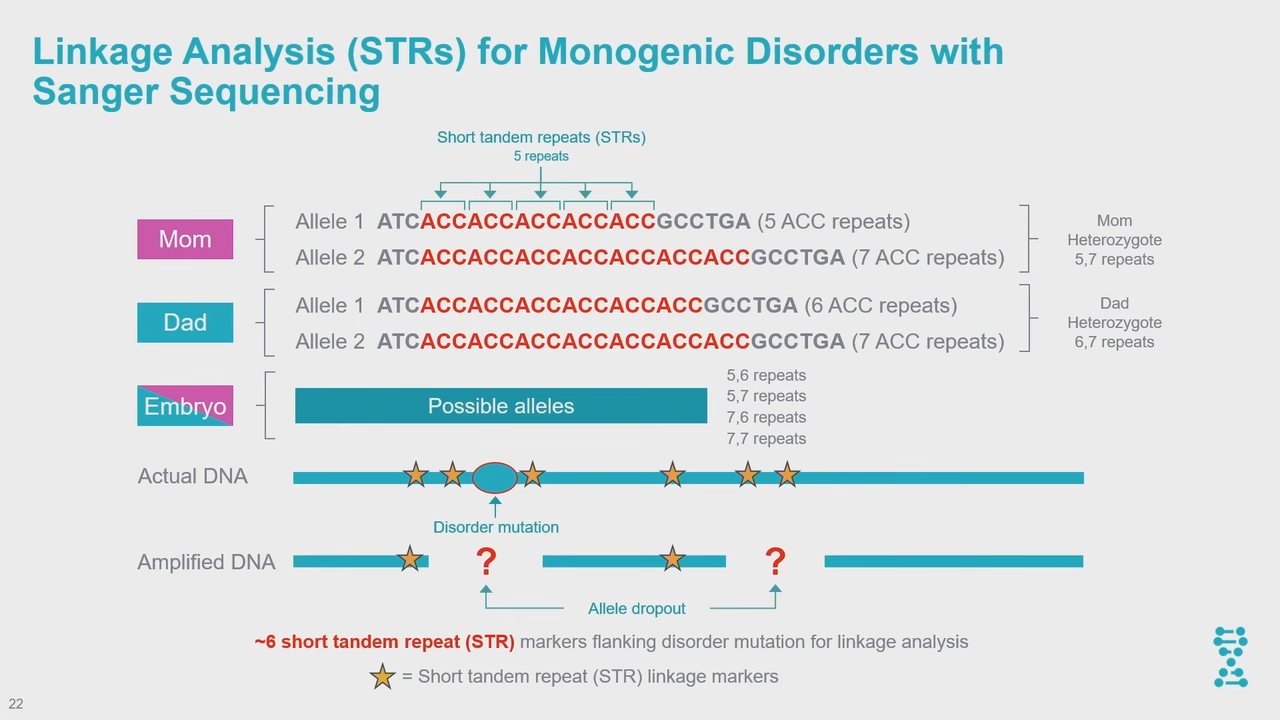 Linkage Analysis (STRs) for Monogenic Disorders with
Sanger Sequencing
Short tandem repeats (STRs)
5 repeats
Mom
Allele 1 ATCACCACCACCACCACCGCCTGA (5 ACC repeats)
Allele 2 ATCACCACCACCACCACCACCACCGCCTGA (7 ACC repeats)
Mom
Heterozygote
5,7 repeats
Dad
Allele 1 ATCACCACCACCACCACCACCGCCTGA (6 ACC repeats)
Allele 2 ATCACCACCACCACCACCACCACCGCCTGA (7 ACC repeats)
Dad
Heterozygote
6,7 repeats
Embryo
Possible alleles
5,6 repeats
5,7 repeats
7,6 repeats
7,7 repeats
Actual DNA
Disorder mutation
Amplified DNA
? ?
Allele dropout
~6 short tandem repeat (STR) markers flanking disorder mutation for linkage analysis
= Short tandem repeat (STR) linkage markers
22